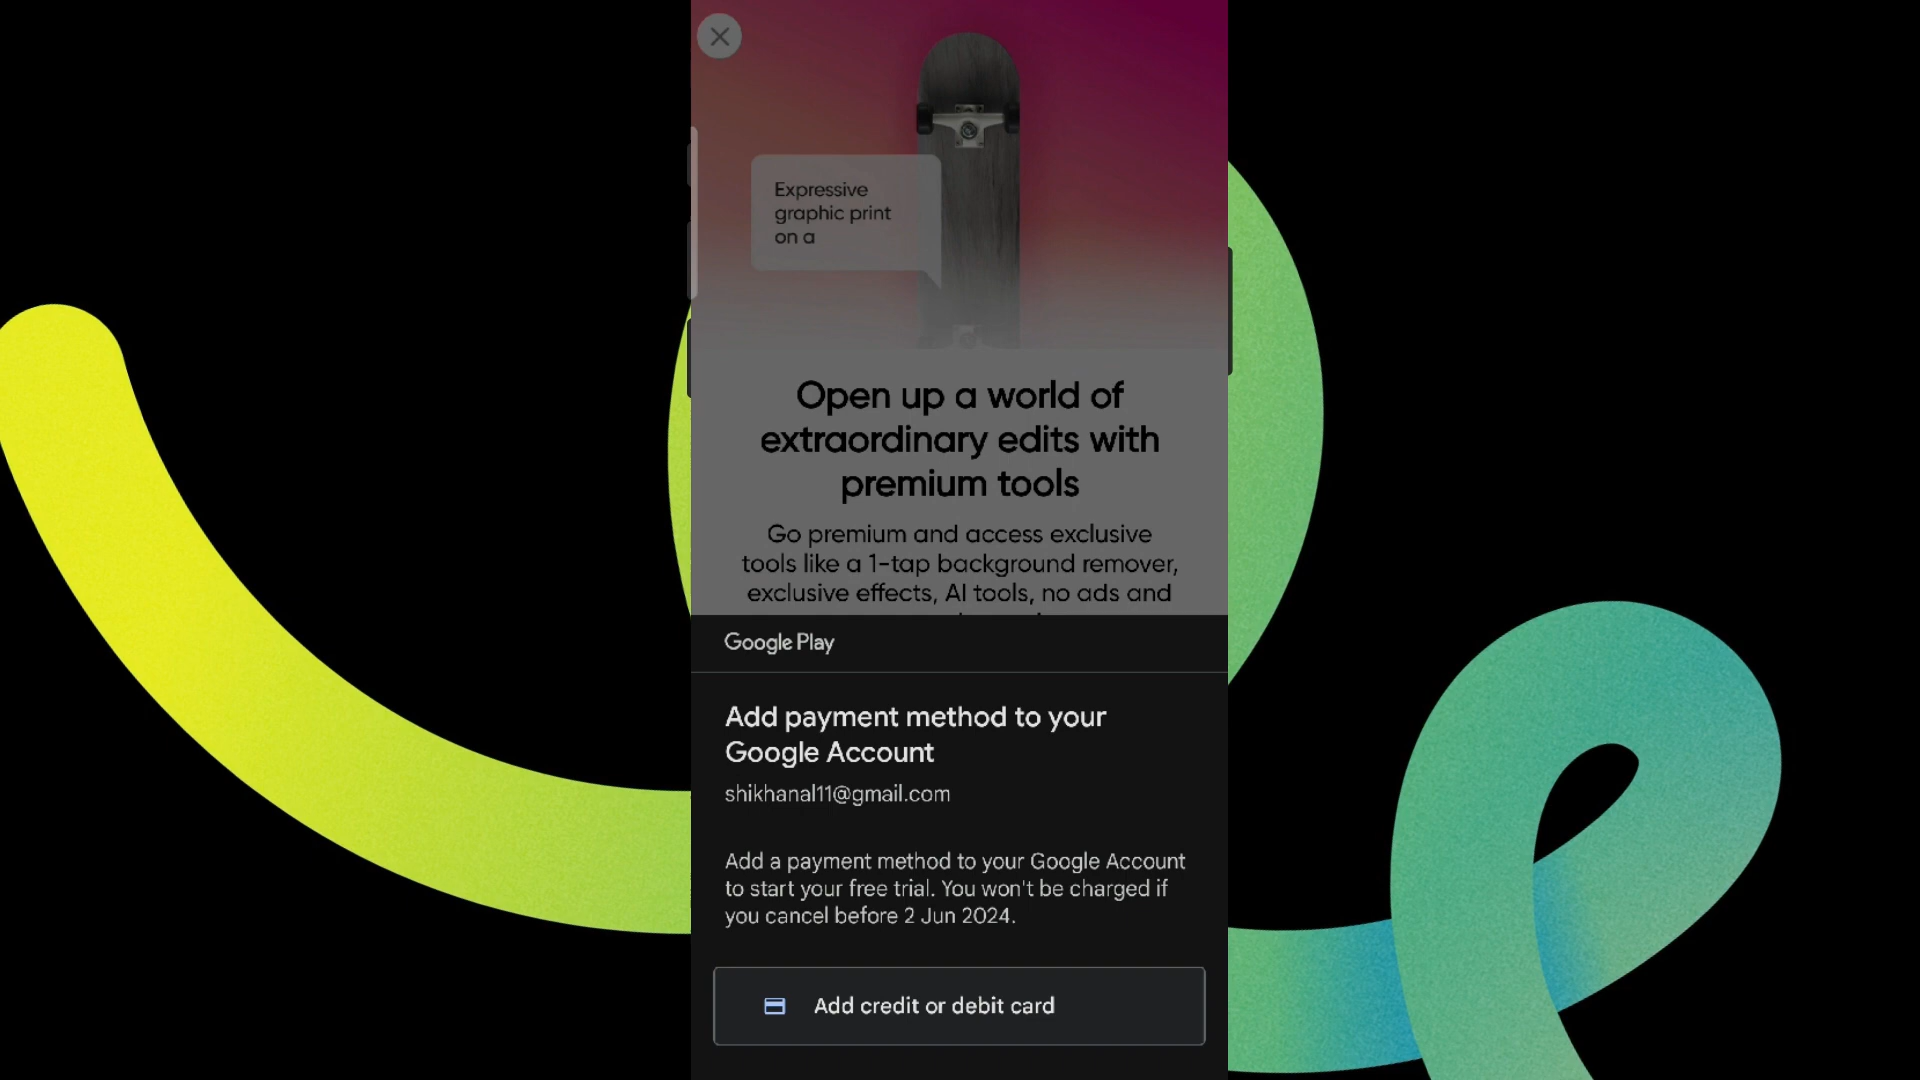 Expressive
graphic print
on a
Open up a world of
extraordinary edits with
premium tools
Go premium and access exclusive
tools like a 1-tap background remover,
exclusive effects, AI tools, no ads and
Google Play
Add payment method to your
Google Account
shikhanal11@gmail.com
Add a payment method to your Google Account
to start your free trial. You won't be charged if
you cancel before 2 Jun 2024.
Add credit or debit card